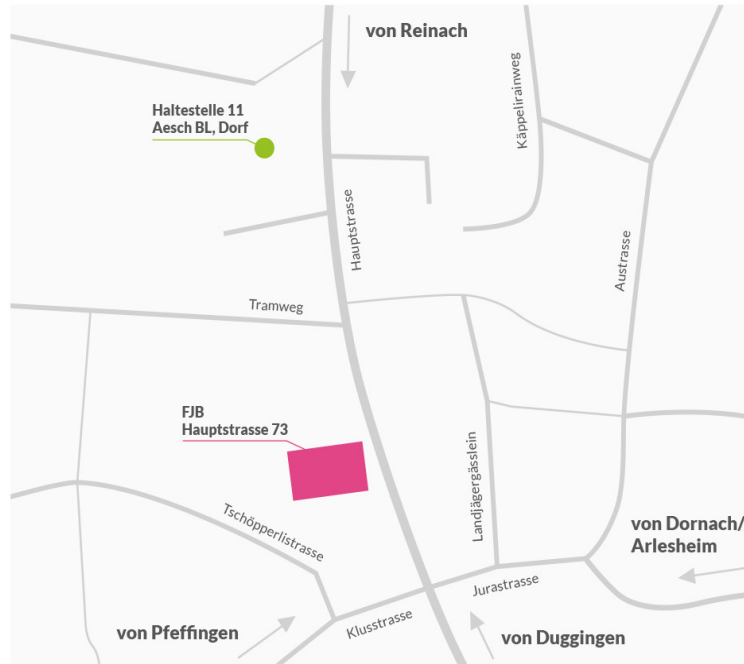 von Reinach
Haltestelle 11
Aesch BL, Dorf
Käppelirainweg
Hauptstrasse
Austrasse
Tramweg
FJB
Hauptstrasse 73
Landjägergässlein
Tschöpperlistrasse
von Dornach/
Arlesheim
Jurastrasse
Klusstrasse
von Pfeffingen
von Duggingen